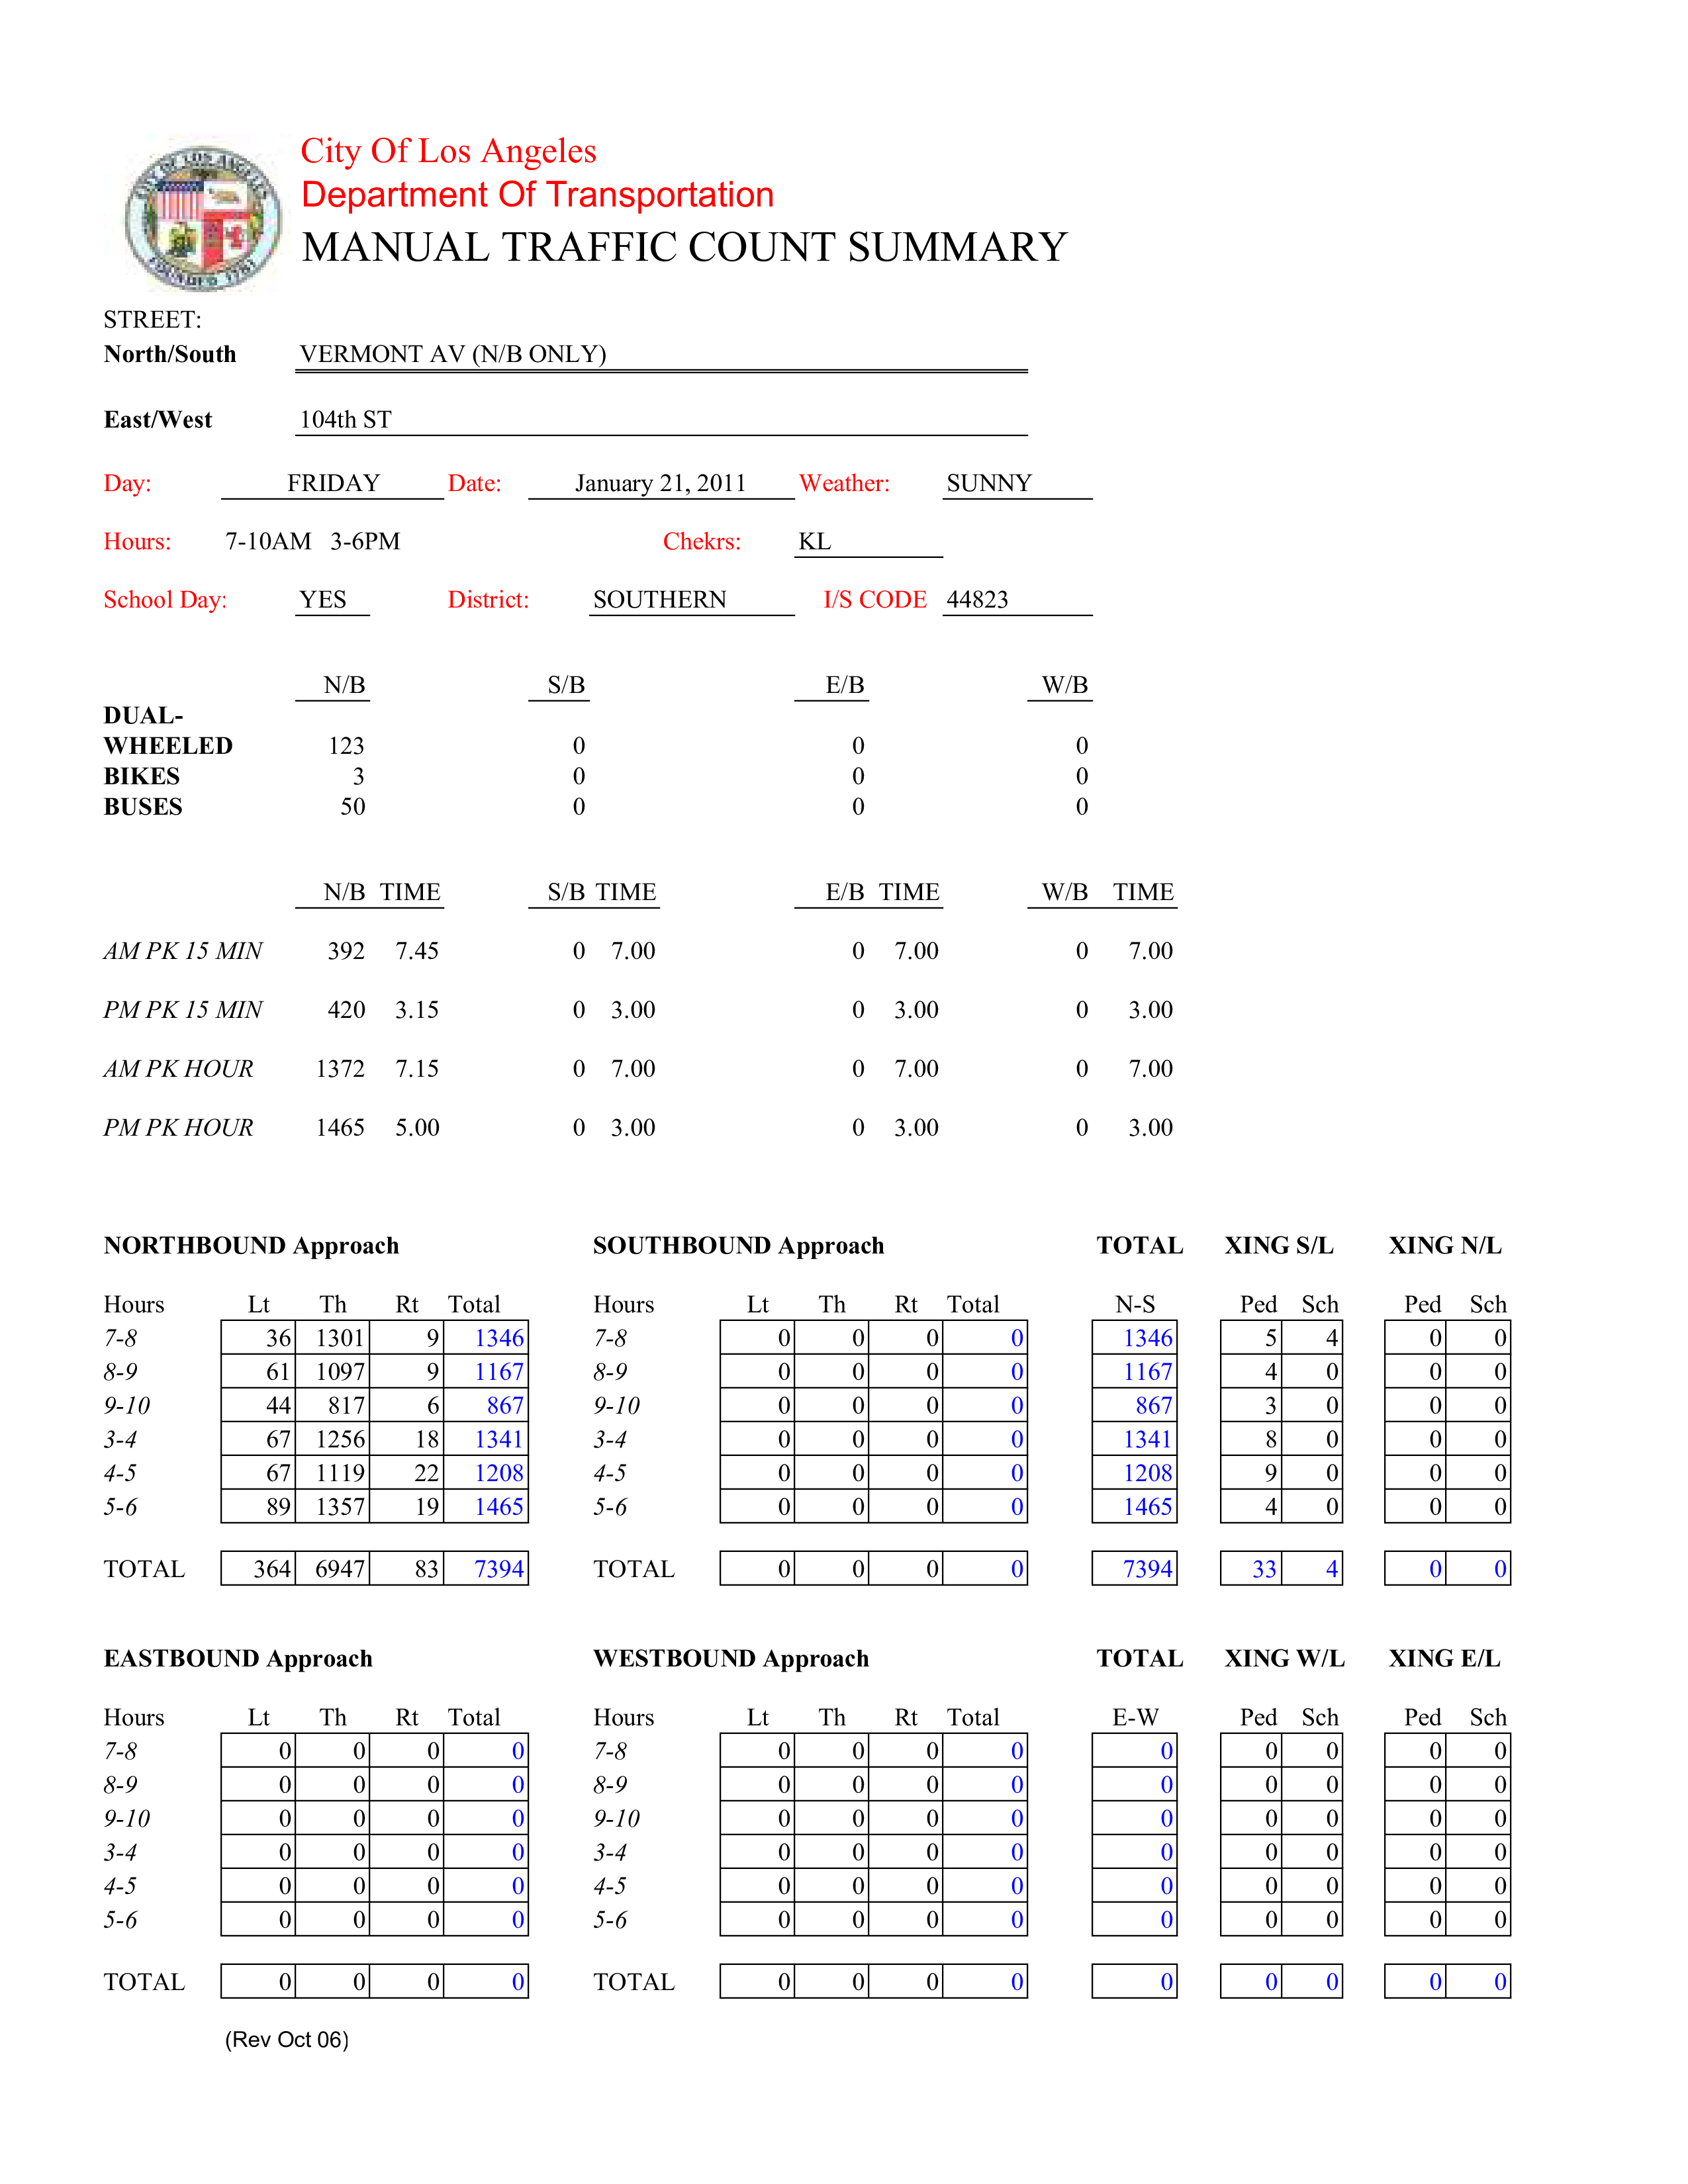 CITY OF LOS ANGELES
FOUNDED 1781
City Of Los Angeles
Department Of Transportation
MANUAL TRAFFIC COUNT SUMMARY
STREET:
North/South VERMONT AV (N/B ONLY)
East/West 104th ST
Day: FRIDAY Date: January 21, 2011 Weather: SUNNY
Hours: 7-10AM 3-6PM Chekrs: KL
School Day: YES District: SOUTHERN I/S CODE 44823
N/B S/B E/B W/B
DUAL-
WHEELED 123 0 0 0
BIKES 3 0 0 0
BUSES 50 0 0 0
N/B TIME S/B TIME E/B TIME W/B TIME
AM PK 15 MIN 392 7.45 0 7.00 0 7.00 0 7.00
PM PK 15 MIN 420 3.15 0 3.00 0 3.00 0 3.00
AM PK HOUR 1372 7.15 0 7.00 0 7.00 0 7.00
PM PK HOUR 1465 5.00 0 3.00 0 3.00 0 3.00
NORTHBOUND Approach SOUTHBOUND Approach TOTAL XING S/L XING N/L
Hours Lt Th Rt Total Hours Lt Th Rt Total N-S Ped Sch Ped Sch
7-8 36 1301 9 1346 7-8 0 0 0 0 1346 5 4 0 0
8-9 61 1097 9 1167 8-9 0 0 0 0 1167 4 0 0 0
9-10 44 817 6 867 9-10 0 0 0 0 867 3 0 0 0
3-4 67 1256 18 1341 3-4 0 0 0 0 1341 8 0 0 0
4-5 67 1119 22 1208 4-5 0 0 0 0 1208 9 0 0 0
5-6 89 1357 19 1465 5-6 0 0 0 0 1465 4 0 0 0
TOTAL 364 6947 83 7394 TOTAL 0 0 0 0 7394 33 4 0 0
EASTBOUND Approach WESTBOUND Approach TOTAL XING W/L XING E/L
Hours Lt Th Rt Total Hours Lt Th Rt Total E-W Ped Sch Ped Sch
7-8 0 0 0 0 7-8 0 0 0 0 0 0 0 0 0
8-9 0 0 0 0 8-9 0 0 0 0 0 0 0 0 0
9-10 0 0 0 0 9-10 0 0 0 0 0 0 0 0 0
3-4 0 0 0 0 3-4 0 0 0 0 0 0 0 0 0
4-5 0 0 0 0 4-5 0 0 0 0 0 0 0 0 0
5-6 0 0 0 0 5-6 0 0 0 0 0 0 0 0 0
TOTAL 0 0 0 0 TOTAL 0 0 0 0 0 0 0 0 0
(Rev Oct 06)